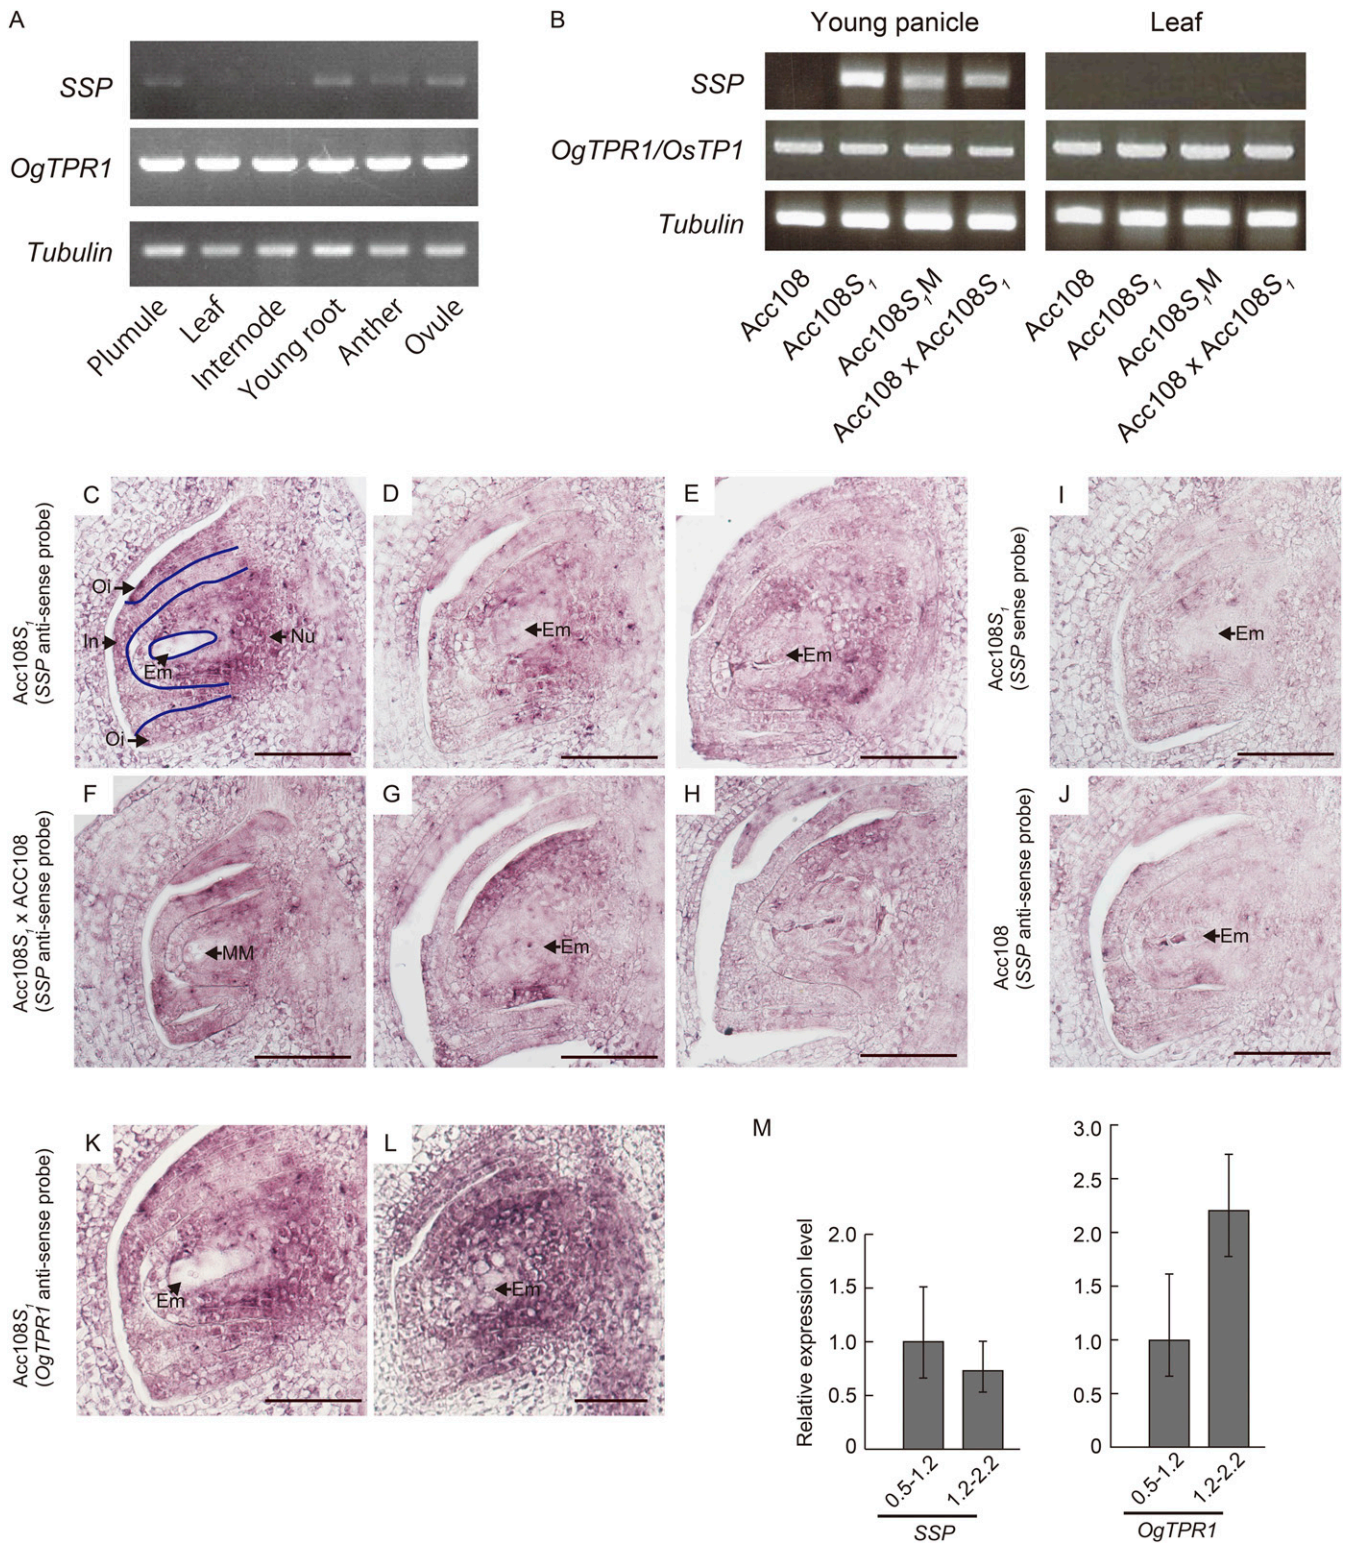 A
SSP
OgTPR1
Tubulin
Plumule
Leaf
Internode
Young root
Anther
Ovule
B
Young panicle
Leaf
SSP
OgTPR1/OsTP1
Tubulin
Acc108
Acc108S1
Acc108S1M
Acc108 x Acc108S1
Acc108
Acc108S1
Acc108S1M
Acc108 x Acc108S1
Acc108S1
(SSP anti-sense probe)
C
Oi
In
Em
Nu
Oi
D
Em
E
Em
Acc108S1
(SSP sense probe)
I
Em
Acc108S1 x ACC108
(SSP anti-sense probe)
F
MM
G
Em
H
Acc108
(SSP anti-sense probe)
J
Em
Acc108S1
(OgTPR1 anti-sense probe)
K
Em
L
Em
M
Relative expression level
2.0
1.5
1.0
0.5
0
0.5-1.2
1.2-2.2
SSP
3.0
2.5
2.0
1.5
1.0
0.5
0
0.5-1.2
1.2-2.2
OgTPR1